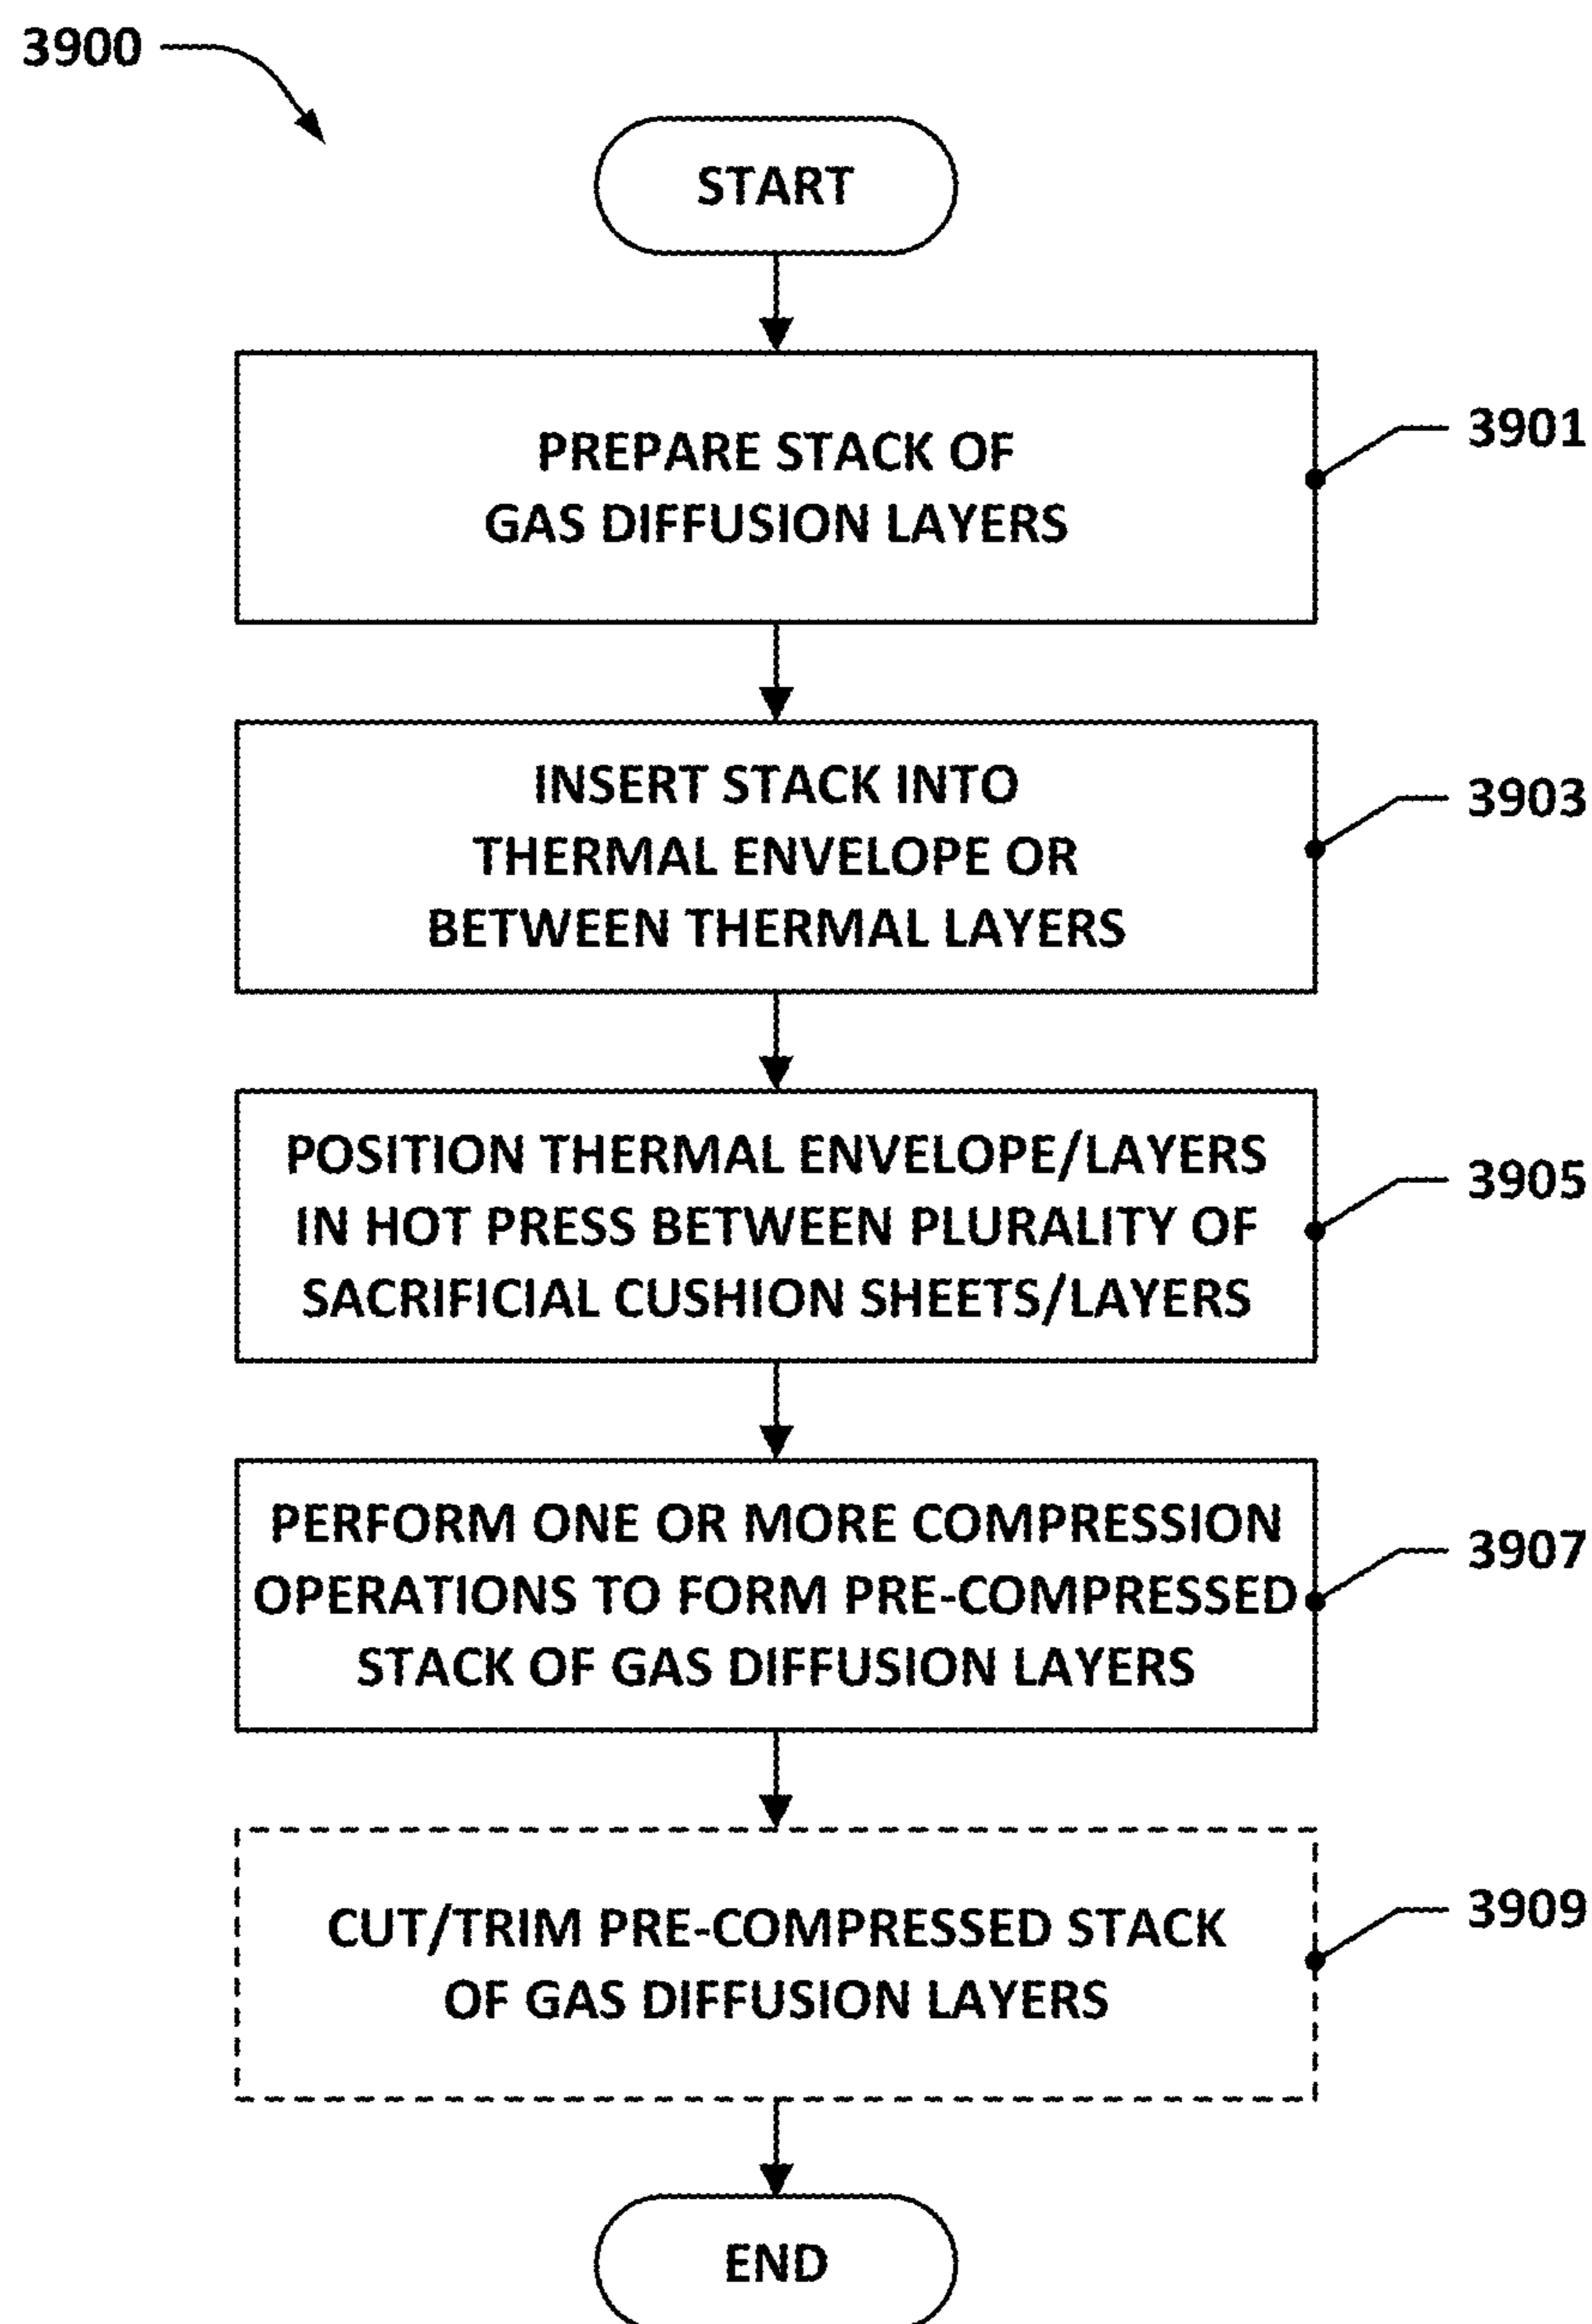 3900
START
PREPARE STACK OF
GAS DIFFUSION LAYERS
3901
INSERT STACK INTO
THERMAL ENVELOPE OR
BETWEEN THERMAL LAYERS
3903
POSITION THERMAL ENVELOPE/LAYERS
IN HOT PRESS BETWEEN PLURALITY OF
SACRIFICIAL CUSHION SHEETS/LAYERS
3905
PERFORM ONE OR MORE COMPRESSION
OPERATIONS TO FORM PRE-COMPRESSED
STACK OF GAS DIFFUSION LAYERS
3907
CUT/TRIM PRE-COMPRESSED STACK
OF GAS DIFFUSION LAYERS
3909
END